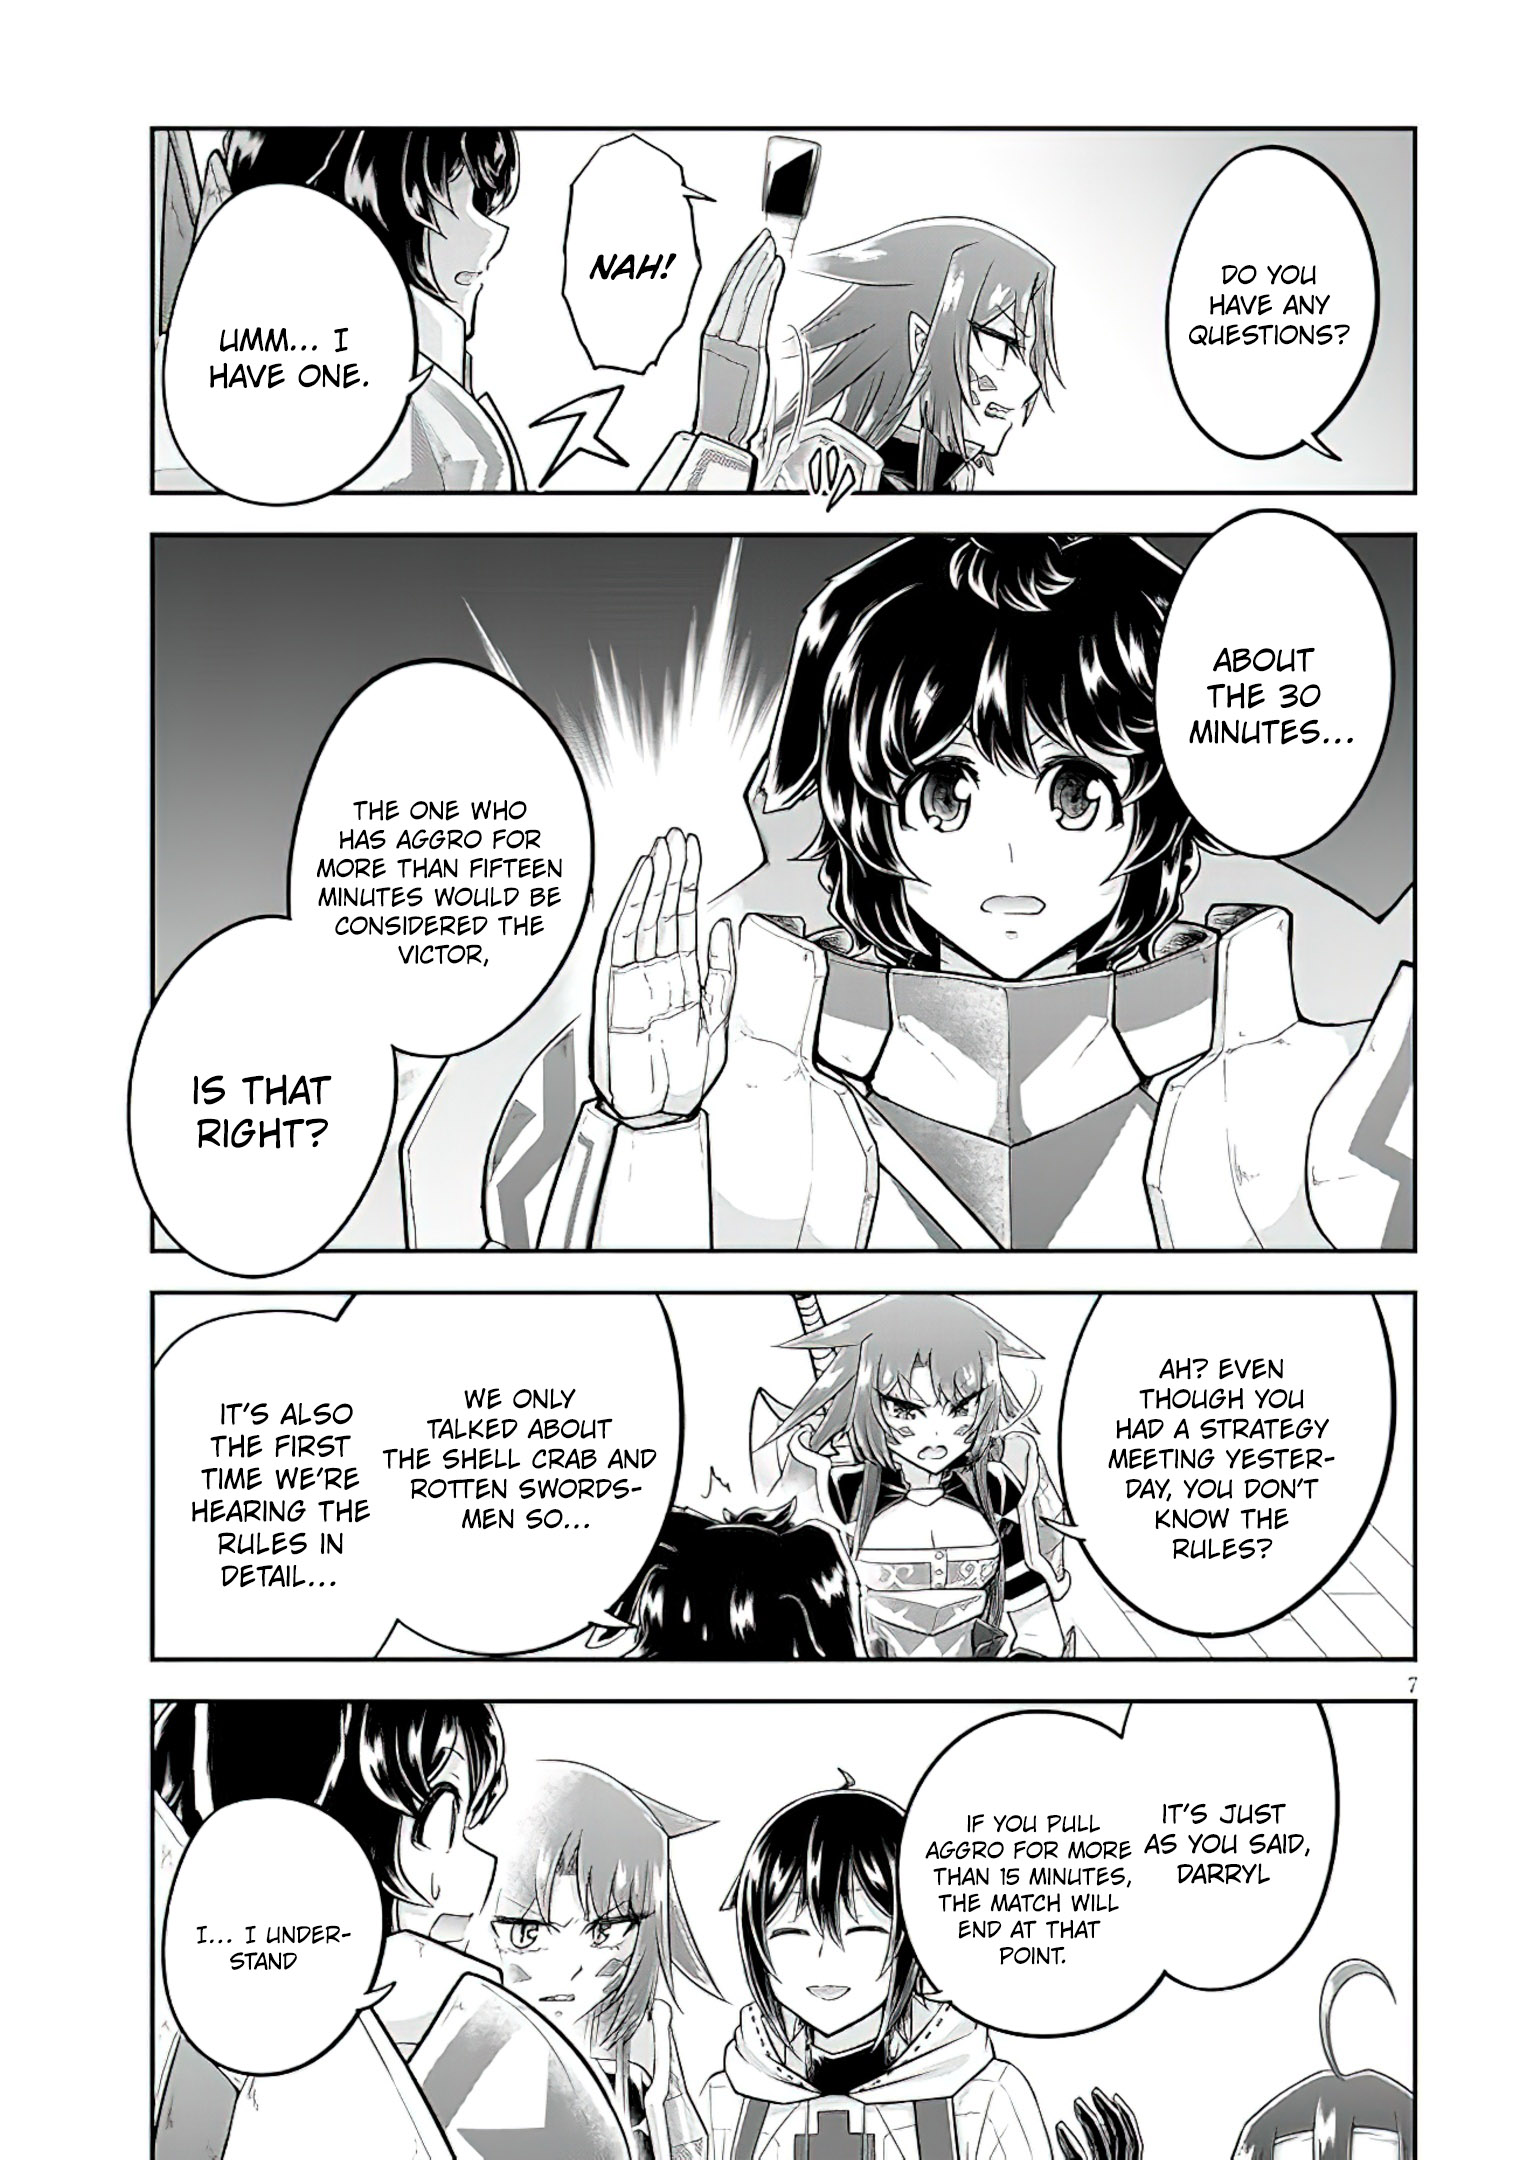 DO YOU
HAVE ANY
QUESTIONS?
NAH!
UMM... I
HAVE ONE.
ABOUT
THE 30
MINUTES...
THE ONE WHO
HAS AGGRO FOR
MORE THAN FIFTEEN
MINUTES WOULD BE
CONSIDERED THE
VICTOR,
IS THAT
RIGHT?
AH? EVEN
THOUGH YOU
HAD A STRATEGY
MEETING YESTER-
DAY, YOU DON'T
KNOW THE
RULES?
WE ONLY
TALKED ABOUT
THE SHELL CRAB AND
ROTTEN SWORDS-
MEN SO...
IT'S ALSO
THE FIRST
TIME WE'RE
HEARING THE
RULES IN
DETAIL...
7
IT'S JUST
AS YOU SAID,
DARRYL
IF YOU PULL
AGGRO FOR MORE
THAN 15 MINUTES,
THE MATCH WILL
END AT THAT
POINT.
I... I UNDER-
STAND